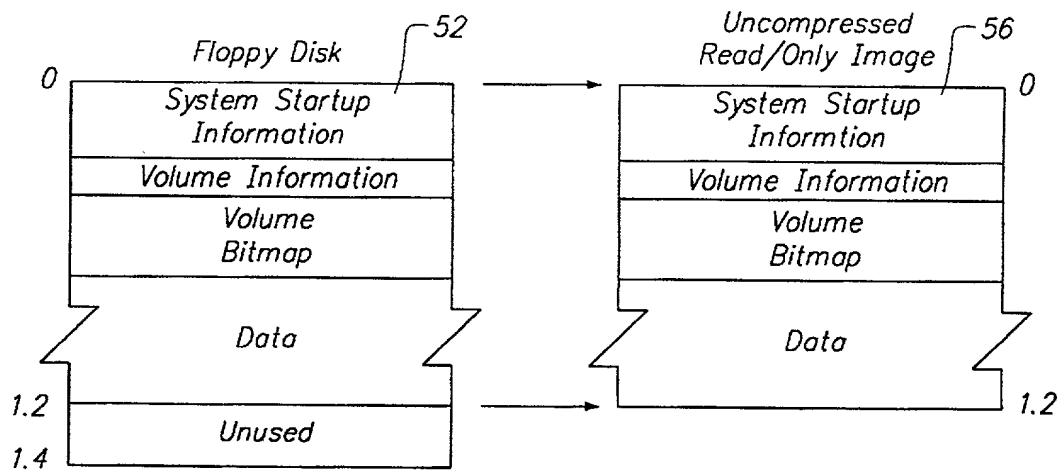 52
Floppy Disk
0
System Startup
Information
Volume Information
Volume
Bitmap
Data
1.2
Unused
1.4
Uncompressed
Read/Only Image
56
0
System Startup
Informtion
Volume Information
Volume
Bitmap
Data
1.2